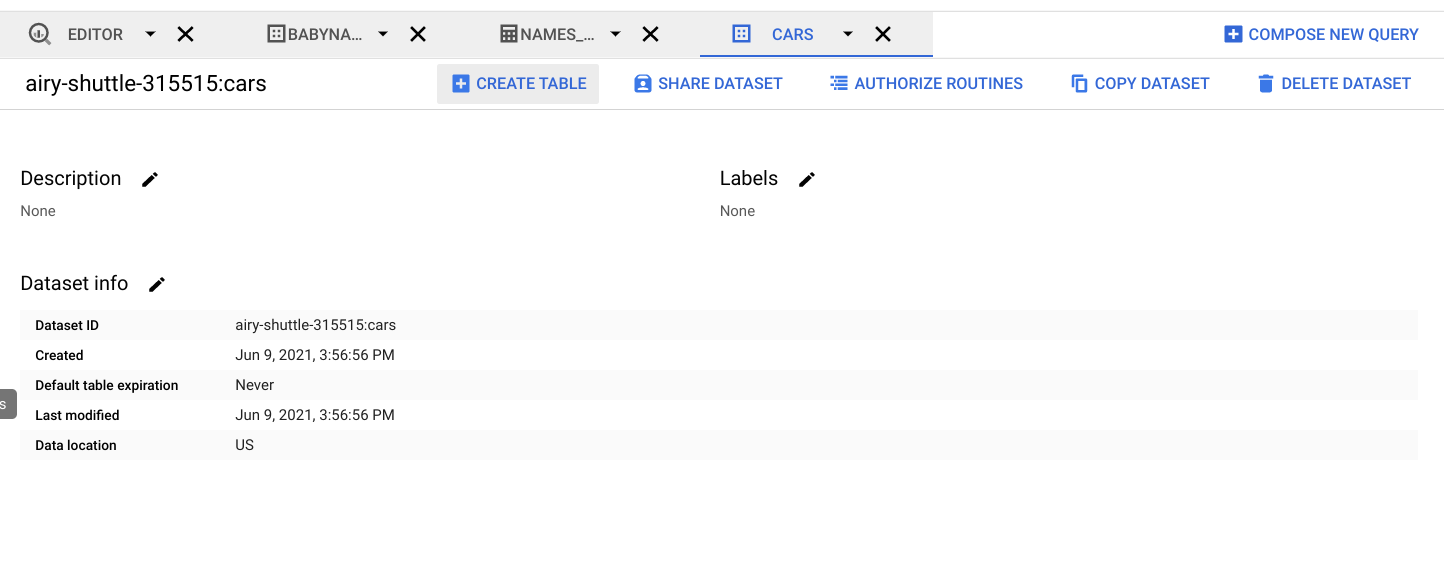 EDITOR BABYNA... NAMES_... CARS COMPOSE NEW QUERY
airy-shuttle-315515:cars CREATE TABLE SHARE DATASET AUTHORIZE ROUTINES COPY DATASET DELETE DATASET
Description Labels
None None
Dataset info
Dataset ID airy-shuttle-315515:cars
Created Jun 9, 2021, 3:56:56 PM
Default table expiration Never
s
Last modified Jun 9, 2021, 3:56:56 PM
Data location US